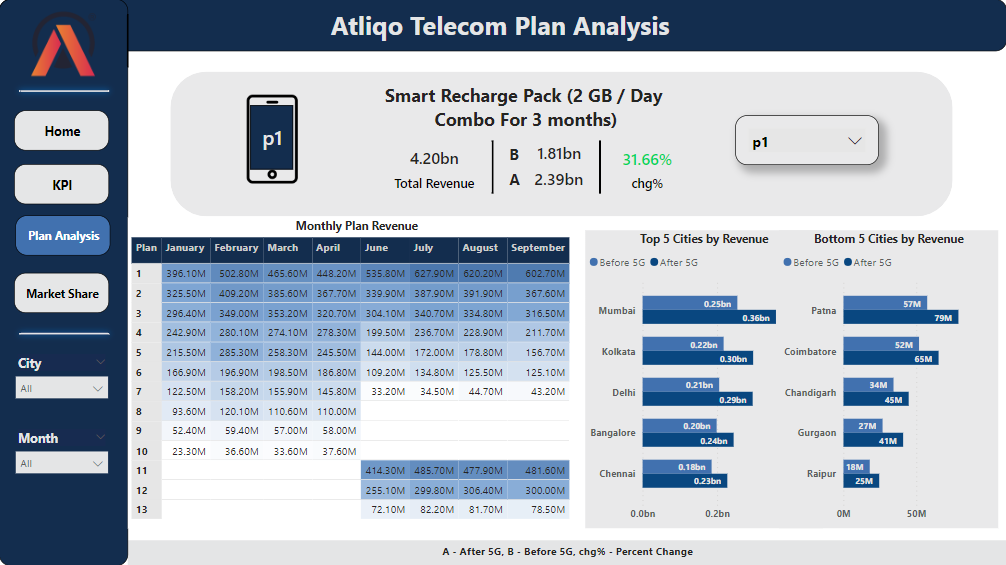 Atliqo Telecom Plan Analysis
Home
KPI
Plan Analysis
Market Share
City
All
Month
All
p1
Smart Recharge Pack (2 GB / Day
Combo For 3 months)
4.20bn
Total Revenue
B 1.81bn
A 2.39bn
31.66%
chg%
p1
Monthly Plan Revenue
Plan January February March April June July August September
1 396.10M 502.80M 465.60M 448.20M 535.80M 627.90M 620.20M 602.70M
2 325.50M 409.20M 385.60M 367.70M 339.90M 387.90M 391.90M 367.60M
3 296.40M 349.00M 353.20M 320.70M 304.10M 340.70M 334.80M 316.50M
4 242.90M 280.10M 274.10M 278.30M 199.50M 236.70M 228.90M 211.70M
5 215.50M 285.30M 258.30M 245.50M 144.00M 172.00M 178.80M 156.70M
6 166.90M 196.90M 198.50M 186.80M 109.20M 134.80M 125.50M 125.10M
7 122.50M 158.20M 155.90M 145.80M 33.20M 34.50M 44.70M 43.20M
8 93.60M 120.10M 110.60M 110.00M
9 52.40M 59.40M 57.00M 58.00M
10 23.30M 36.60M 33.60M 37.60M
11 414.30M 485.70M 477.90M 481.60M
12 255.10M 299.80M 306.40M 300.00M
13 72.10M 82.20M 81.70M 78.50M
Top 5 Cities by Revenue
Before 5G After 5G
Mumbai 0.25bn 0.36bn
Kolkata 0.22bn 0.30bn
Delhi 0.21bn 0.29bn
Bangalore 0.20bn 0.24bn
Chennai 0.18bn 0.23bn
0.0bn 0.2bn
Bottom 5 Cities by Revenue
Before 5G After 5G
Patna 57M 79M
Coimbatore 52M 65M
Chandigarh 34M 45M
Gurgaon 27M 41M
Raipur 18M 25M
0M 50M
A - After 5G, B - Before 5G, chg% - Percent Change